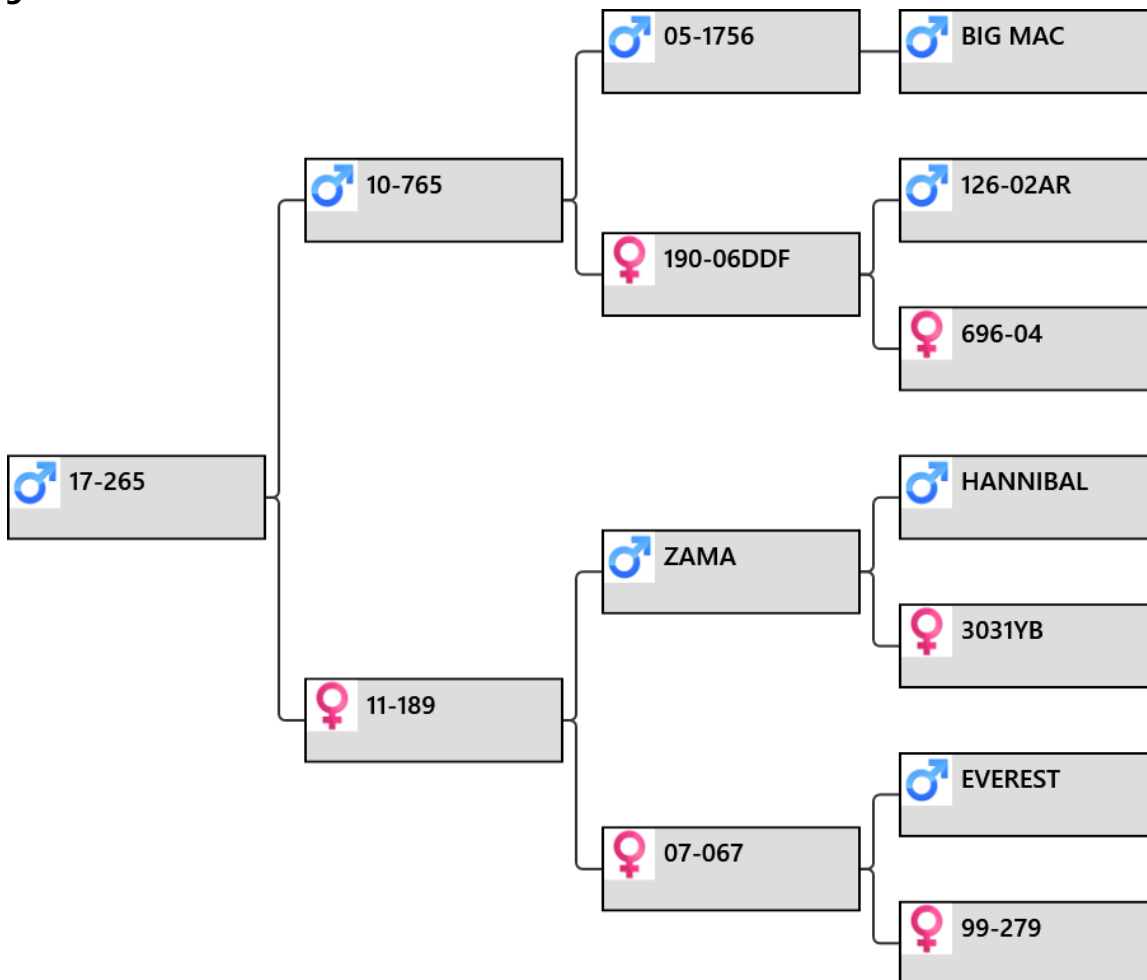 05-1756
BIG MAC
10-765
126-02AR
190-06DDF
696-04
17-265
HANNIBAL
ZAMA
3031YB
11-189
EVEREST
07-067
99-279